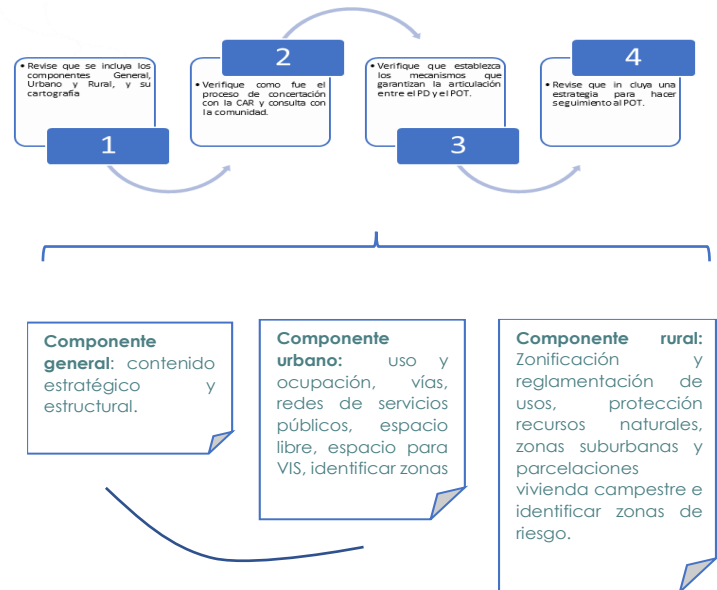 • Revise que se incluya los
componentes General,
Urbano y Rural, y su
cartografía
1
2
• Verifique como fue el
proceso de concertación
con la CAR y consulta con
la comunidad.
• Verifique que establezca
los mecanismos que
garantizan la articulación
entre el PD y el POT.
3
4
• Revise que in cluya una
estrategia para hacer
seguimiento al POT.
Componente
general: contenido
estratégico y
estructural.
Componente
urbano: uso y
ocupación, vías,
redes de servicios
públicos, espacio
libre, espacio para
VIS, identificar zonas
Componente rural:
Zonificación y
reglamentación de
usos, protección
recursos naturales,
zonas suburbanas y
parcelaciones
vivienda campestre e
identificar zonas de
riesgo.